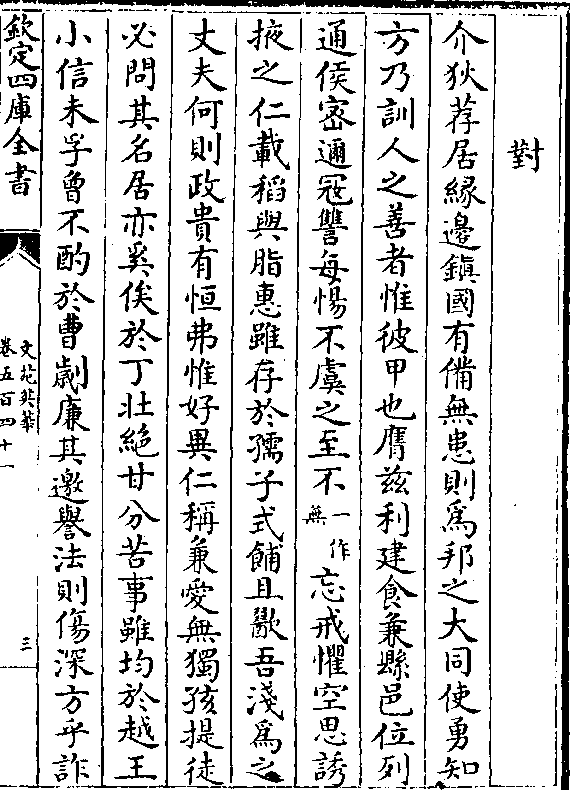 對
介狄荐居緣邊鎮國有備無患則為邦之大同使勇知
方乃訓人之善者惟彼甲也膺茲利建食兼縣邑位列
通侯密邇寇讐每惕不虞之至不一作無忘戒懼空思誘
掖之仁載稻與脂惠雖存於孺子式餔且歠吾淺為之
丈夫何則政貴有恒弗惟好異仁稱兼愛無獨孩提徒
必問其名居亦奚俟於丁壯絶甘分苦事雖均於越王
小信未孚曾不酌於曹劌廉其邀譽法則傷深方乎詐
欽定四庫全書
文苑英華
卷五百四十一
三